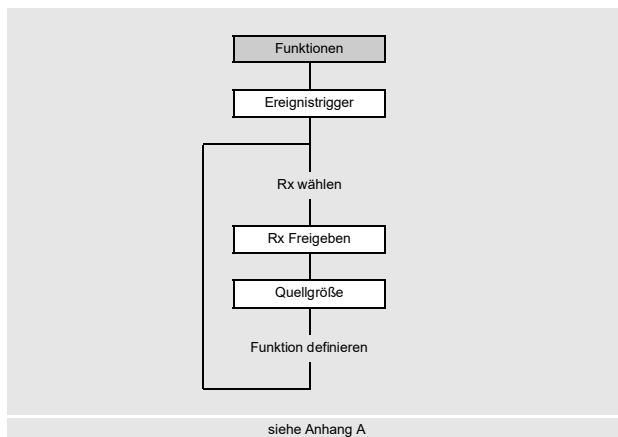 Funktionen
Ereignistrigger
Rx wählen
Rx Freigeben
Quellgröße
Funktion definieren
siehe Anhang A